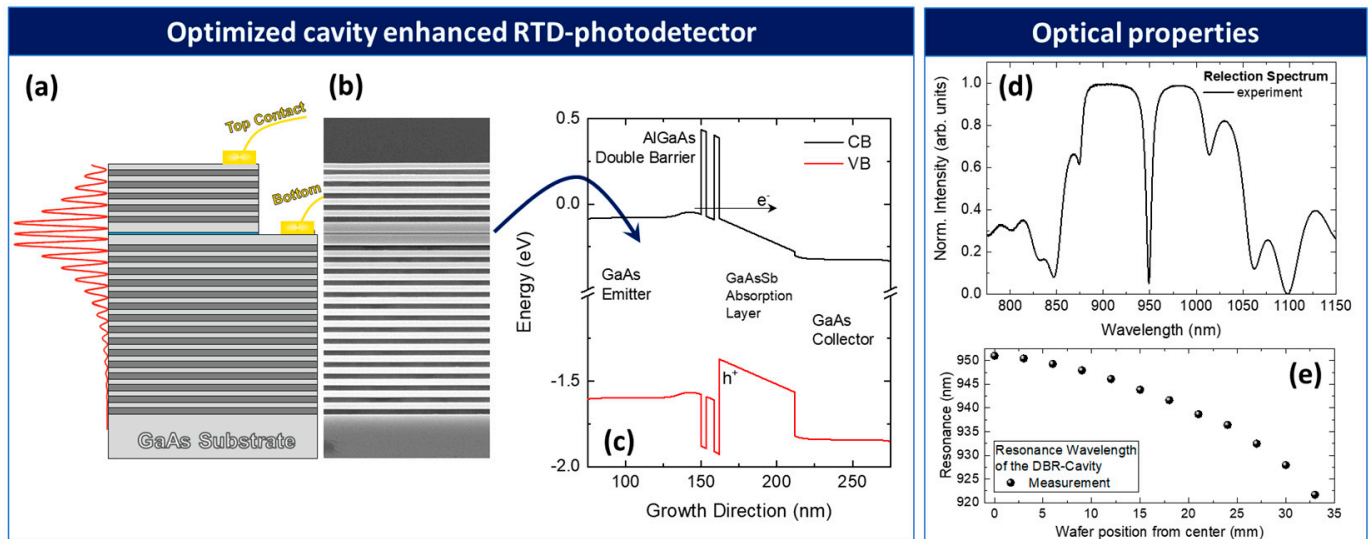 Optimized cavity enhanced RTD-photodetector
Optical properties
(a)
Top Contact
Bottom
GaAs Substrate
(b)
0.5
0.0
-1.5
-2.0
Energy (eV)
AlGaAs
Double Barrier
CB
VB
e-
GaAs
Emitter
GaAsSb
Absorption
Layer
GaAs
Collector
h+
(c)
100
150
200
250
Growth Direction (nm)
(d)
Relection Spectrum
experiment
1.0
0.8
0.6
0.4
0.2
0.0
Norm. Intensity (arb. units)
800
850
900
950
1000
1050
1100
1150
Wavelength (nm)
(e)
950
945
940
935
930
925
920
Resonance (nm)
Resonance Wavelength
of the DBR-Cavity
Measurement
0
5
10
15
20
25
30
35
Wafer position from center (mm)